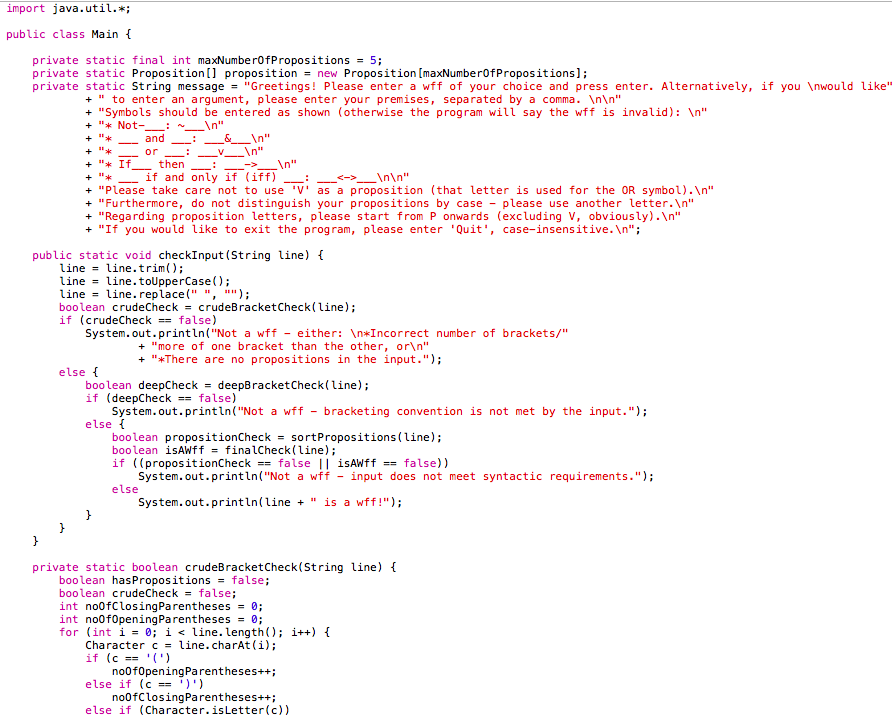 import java.util.*;
public class Main {
private static final int maxNumberOfPropositions = 5;
private static Proposition[] proposition = new Proposition[maxNumberOfPropositions];
private static String message = "Greetings! Please enter a wff of your choice and press enter. Alternatively, if you \nwould like"
+ " to enter an argument, please enter your premises, separated by a comma. \n\n"
+ "Symbols should be entered as shown (otherwise the program will say the wff is invalid): \n"
+ "* Not-___: ~___\n"
+ "* ___ and ___: ___&___\n"
+ "* ___ or ___: ___v___\n"
+ "* If___ then ___: ___->___\n"
+ "* ___ if and only if (iff) ___: ___<->___\n\n"
+ "Please take care not to use 'V' as a proposition (that letter is used for the OR symbol).\n"
+ "Furthermore, do not distinguish your propositions by case - please use another letter.\n"
+ "Regarding proposition letters, please start from P onwards (excluding V, obviously).\n"
+ "If you would like to exit the program, please enter 'Quit', case-insensitive.\n";
public static void checkInput(String line) {
line = line.trim();
line = line.toUpperCase();
line = line.replace(" ", "");
boolean crudeCheck = crudeBracketCheck(line);
if (crudeCheck == false)
System.out.println("Not a wff - either: \n*Incorrect number of brackets/"
+ "more of one bracket than the other, or\n"
+ "*There are no propositions in the input.");
else {
boolean deepCheck = deepBracketCheck(line);
if (deepCheck == false)
System.out.println("Not a wff - bracketing convention is not met by the input.");
else {
boolean propositionCheck = sortPropositions(line);
boolean isAWff = finalCheck(line);
if ((propositionCheck == false || isAWff == false))
System.out.println("Not a wff - input does not meet syntactic requirements.");
else
System.out.println(line + " is a wff!");
}
}
}
private static boolean crudeBracketCheck(String line) {
boolean hasPropositions = false;
boolean crudeCheck = false;
int noOfClosingParentheses = 0;
int noOfOpeningParentheses = 0;
for (int i = 0; i < line.length(); i++) {
Character c = line.charAt(i);
if (c == '(')
noOfOpeningParentheses++;
else if (c == ')')
noOfClosingParentheses++;
else if (Character.isLetter(c))